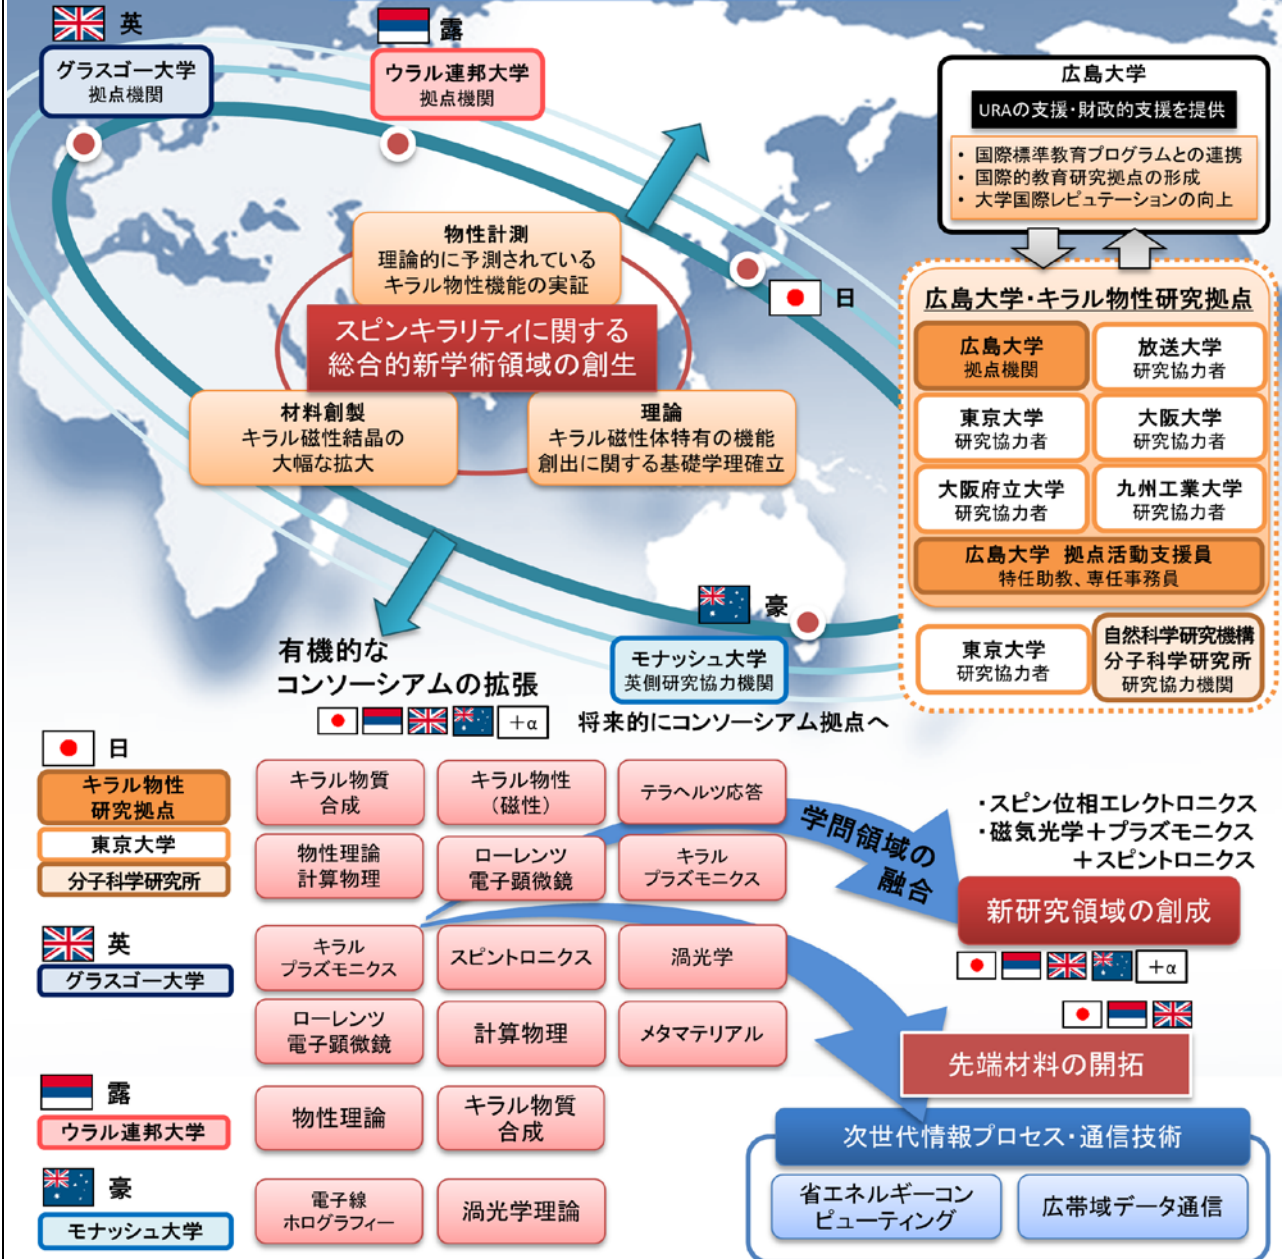 英
グラスゴー大学
拠点機関
露
ウラル連邦大学
拠点機関
広島大学
URAの支援・財政的支援を提供
• 国際標準教育プログラムとの連携
• 国際的教育研究拠点の形成
• 大学国際レピュテーションの向上
物性計測
理論的に予測されている
キラル物性機能の実証
日
スピンキラリティに関する
総合的新学術領域の創生
材料創製
キラル磁性結晶の
大幅な拡大
理論
キラル磁性体特有の機能
創出に関する基礎学理確立
広島大学・キラル物性研究拠点
広島大学
拠点機関
放送大学
研究協力者
東京大学
研究協力者
大阪大学
研究協力者
大阪府立大学
研究協力者
九州工業大学
研究協力者
広島大学 拠点活動支援員
特任助教、専任事務員
東京大学
研究協力者
自然科学研究機構
分子科学研究所
研究協力機関
豪
モナッシュ大学
英側研究協力機関
将来的にコンソーシアム拠点へ
有機的な
コンソーシアムの拡張
+α
日
キラル物性
研究拠点
東京大学
分子科学研究所
キラル物質
合成
キラル物性
(磁性)
テラヘルツ応答
物性理論
計算物理
ローレンツ
電子顕微鏡
キラル
プラズモニクス
学問領域の
融合
・スピン位相エレクトロニクス
・磁気光学+プラズモニクス
+スピントロニクス
新研究領域の創成
+α
英
グラスゴー大学
キラル
プラズモニクス
スピントロニクス
渦光学
ローレンツ
電子顕微鏡
計算物理
メタマテリアル
先端材料の開拓
露
ウラル連邦大学
物性理論
キラル物質
合成
次世代情報プロセス・通信技術
省エネルギーコン
ピューティング
広帯域データ通信
豪
モナッシュ大学
電子線
ホログラフィー
渦光学理論